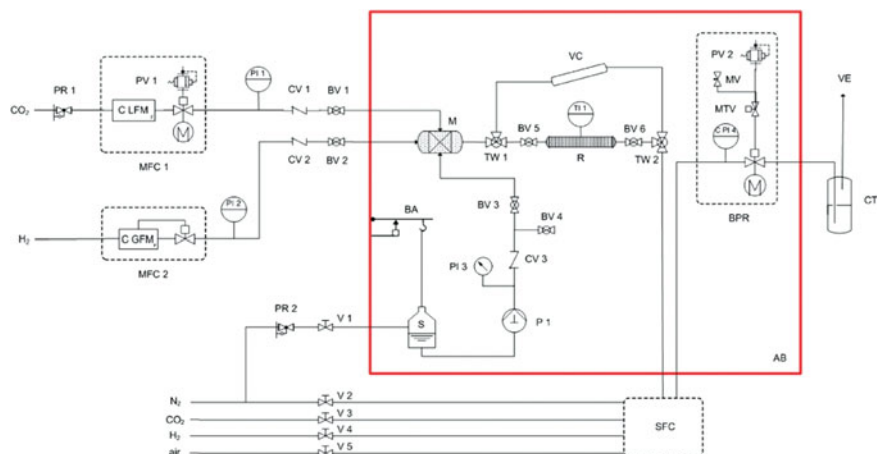 PV 1
PR 1
CO₂
C LFM
M
MFC 1
PI 1
CV 1
BV 1
CV 2
BV 2
PI 2
H₂
C GFM
MFC 2
M
VC
TI 1
TW 1
BV 5
R
BV 6
TW 2
BA
BV 3
BV 4
CV 3
PI 3
P 1
S
AB
PV 2
MV
MTV
C PI 4
M
BPR
VE
CT
PR 2
V 1
N₂
V 2
CO₂
V 3
H₂
V 4
air
V 5
SFC